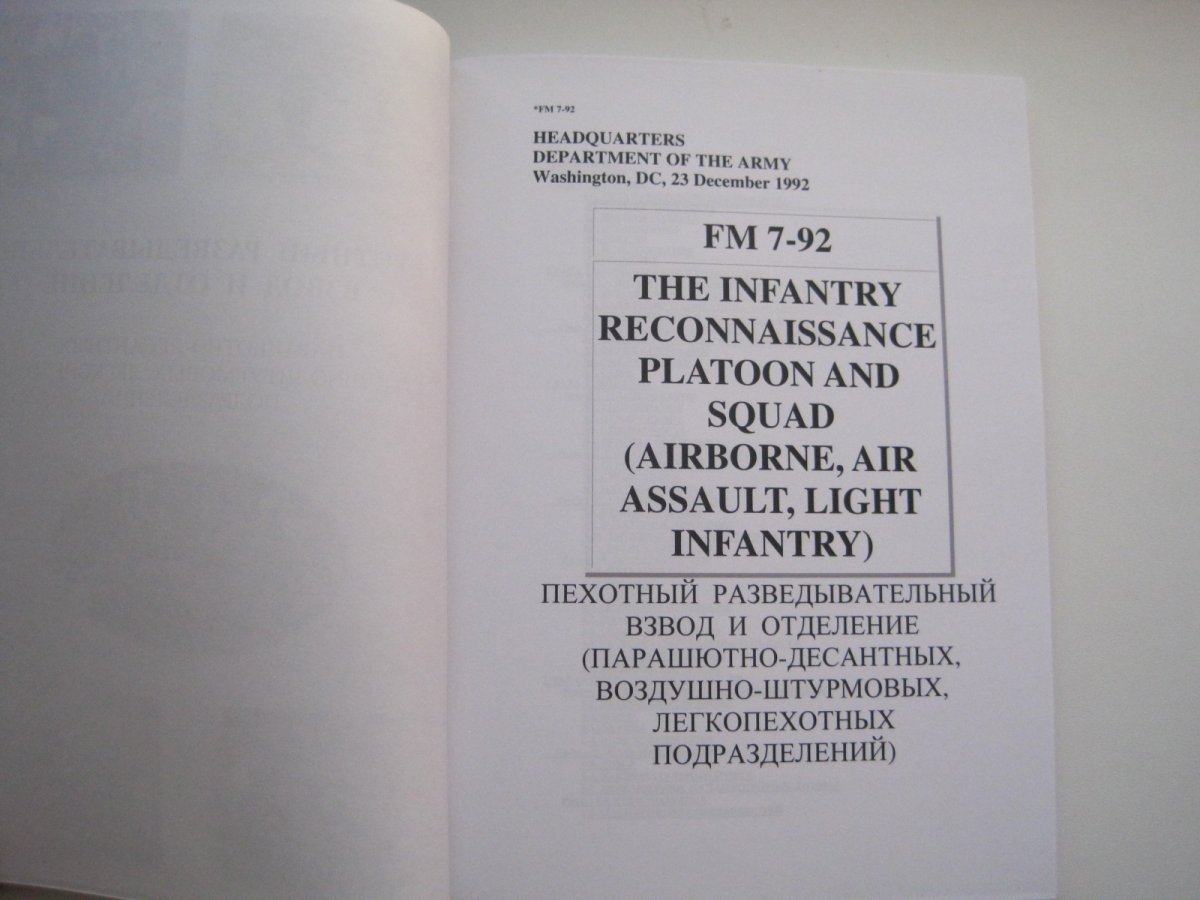 *FM 7-92
HEADQUARTERS
DEPARTMENT OF THE ARMY
Washington, DC, 23 December 1992
FM 7-92
THE INFANTRY
RECONNAISSANCE
PLATOON AND
SQUAD
(AIRBORNE, AIR
ASSAULT, LIGHT
INFANTRY)
ПЕХОТНЫЙ РАЗВЕДЫВАТЕЛЬНЫЙ
ВЗВОД И ОТДЕЛЕНИЕ
(ПАРАШЮТНО-ДЕСАНТНЫХ,
ВОЗДУШНО-ШТУРМОВЫХ,
ЛЕГКОПЕХОТНЫХ
ПОДРАЗДЕЛЕНИЙ)